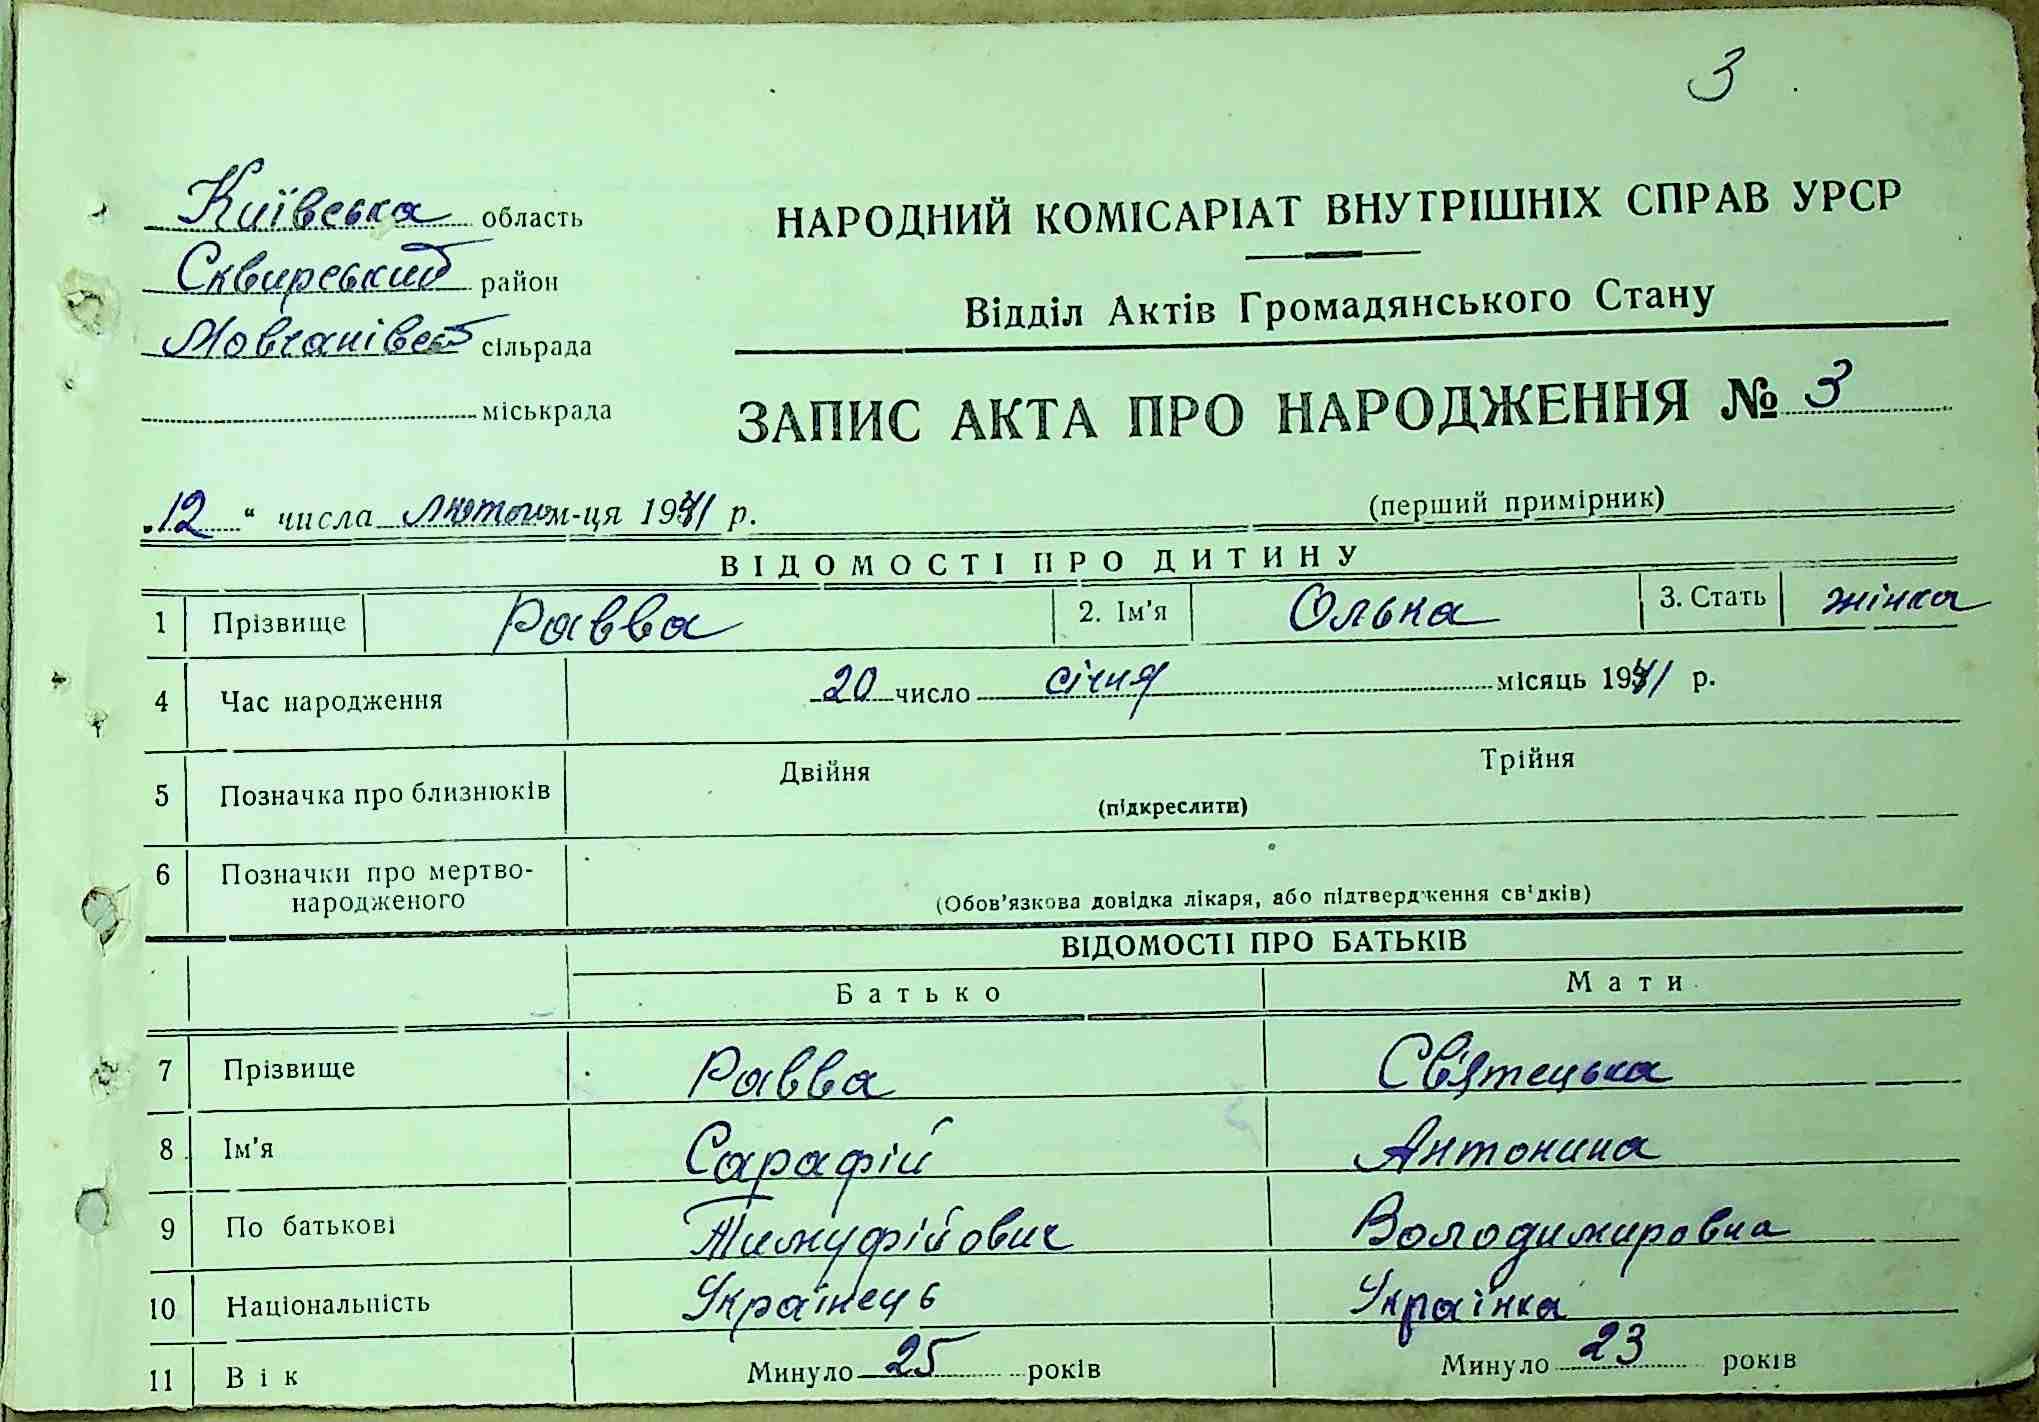 3
Київська область
Сквирський район
Мовчанівс сільрада
міськрада
НАРОДНИЙ КОМІСАРІАТ ВНУТРІШНІХ СПРАВ УРСР
Відділ Актів Громадянського Стану
ЗАПИС АКТА ПРО НАРОДЖЕННЯ № 3
„12“ числа лютого м-ця 1941 р.
(перший примірник)
ВІДОМОСТІ ПРО ДИТИНУ
1 Прізвище Равва 2. Ім'я Олька 3. Стать жінка
4 Час народження 20 число січня місяць 1941 р.
5 Позначка про близнюків Двійня Трійня
(підкреслити)
6 Позначки про мертво-
народженого
(Обов'язкова довідка лікаря, або підтвердження свідків)
ВІДОМОСТІ ПРО БАТЬКІВ
Батько Мати
7 Прізвище Равва Святецька
8 Ім'я Сарафій Антонина
9 По батькові Тимуфійович Володимировна
10 Національність Українець Українка
11 Вік Минуло 25 років Минуло 23 років